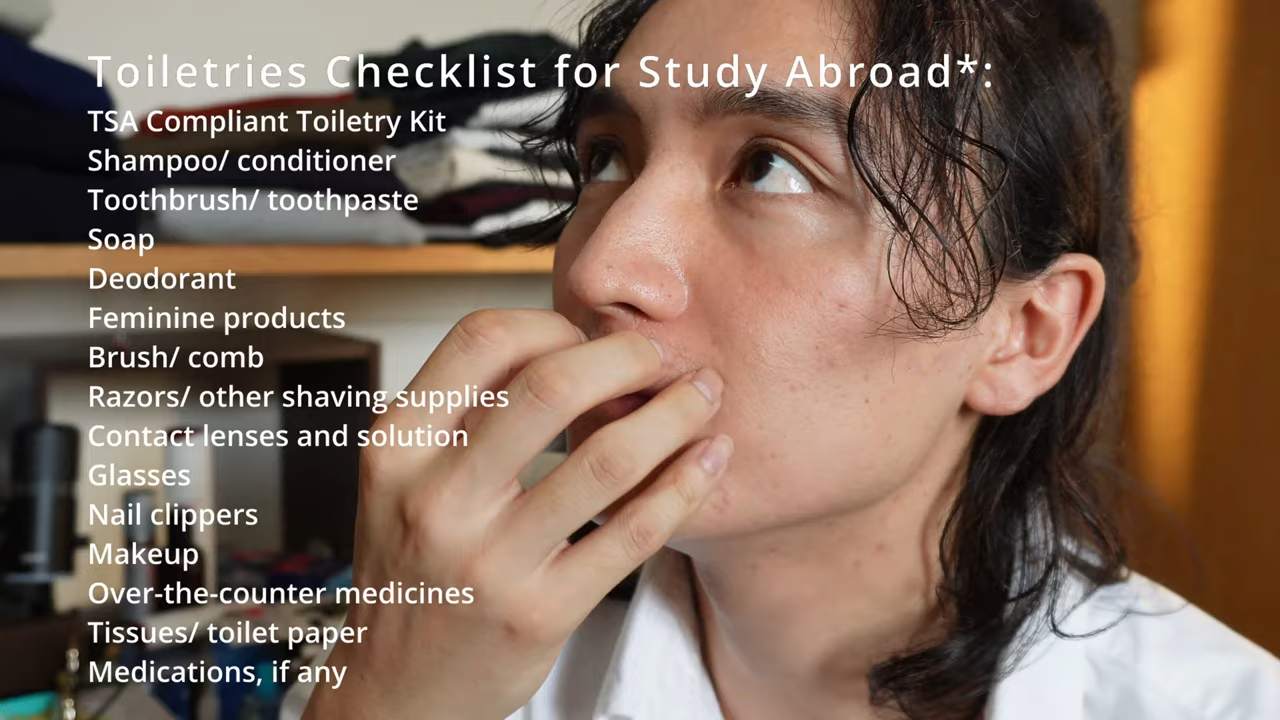 Toiletries Checklist for Study Abroad*:
TSA Compliant Toiletry Kit
Shampoo/ conditioner
Toothbrush/ toothpaste
Soap
Deodorant
Feminine products
Brush/ comb
Razors/ other shaving supplies
Contact lenses and solution
Glasses
Nail clippers
Makeup
Over-the-counter medicines
Tissues/ toilet paper
Medications, if any